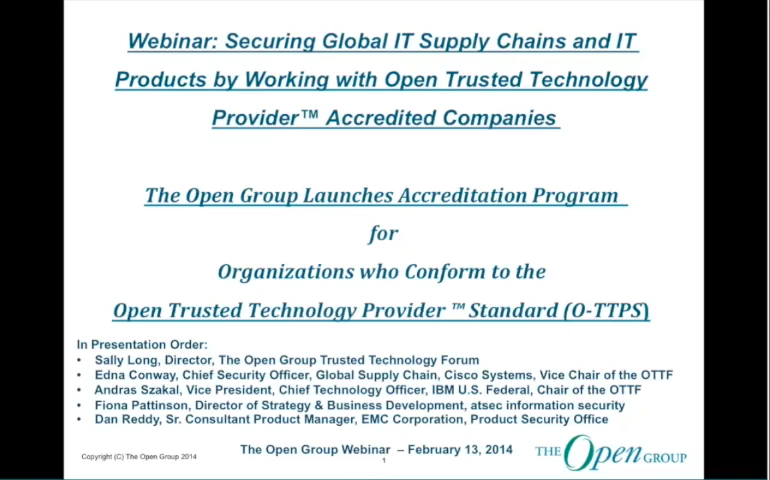 Webinar: Securing Global IT Supply Chains and IT
Products by Working with Open Trusted Technology
Provider™ Accredited Companies
The Open Group Launches Accreditation Program
for
Organizations who Conform to the
Open Trusted Technology Provider ™ Standard (O-TTPS)
In Presentation Order:
• Sally Long, Director, The Open Group Trusted Technology Forum
• Edna Conway, Chief Security Officer, Global Supply Chain, Cisco Systems, Vice Chair of the OTTF
• Andras Szakal, Vice President, Chief Technology Officer, IBM U.S. Federal, Chair of the OTTF
• Fiona Pattinson, Director of Strategy & Business Development, atsec information security
• Dan Reddy, Sr. Consultant Product Manager, EMC Corporation, Product Security Office
Copyright (C) The Open Group 2014
The Open Group Webinar – February 13, 2014
1
THE Open GROUP